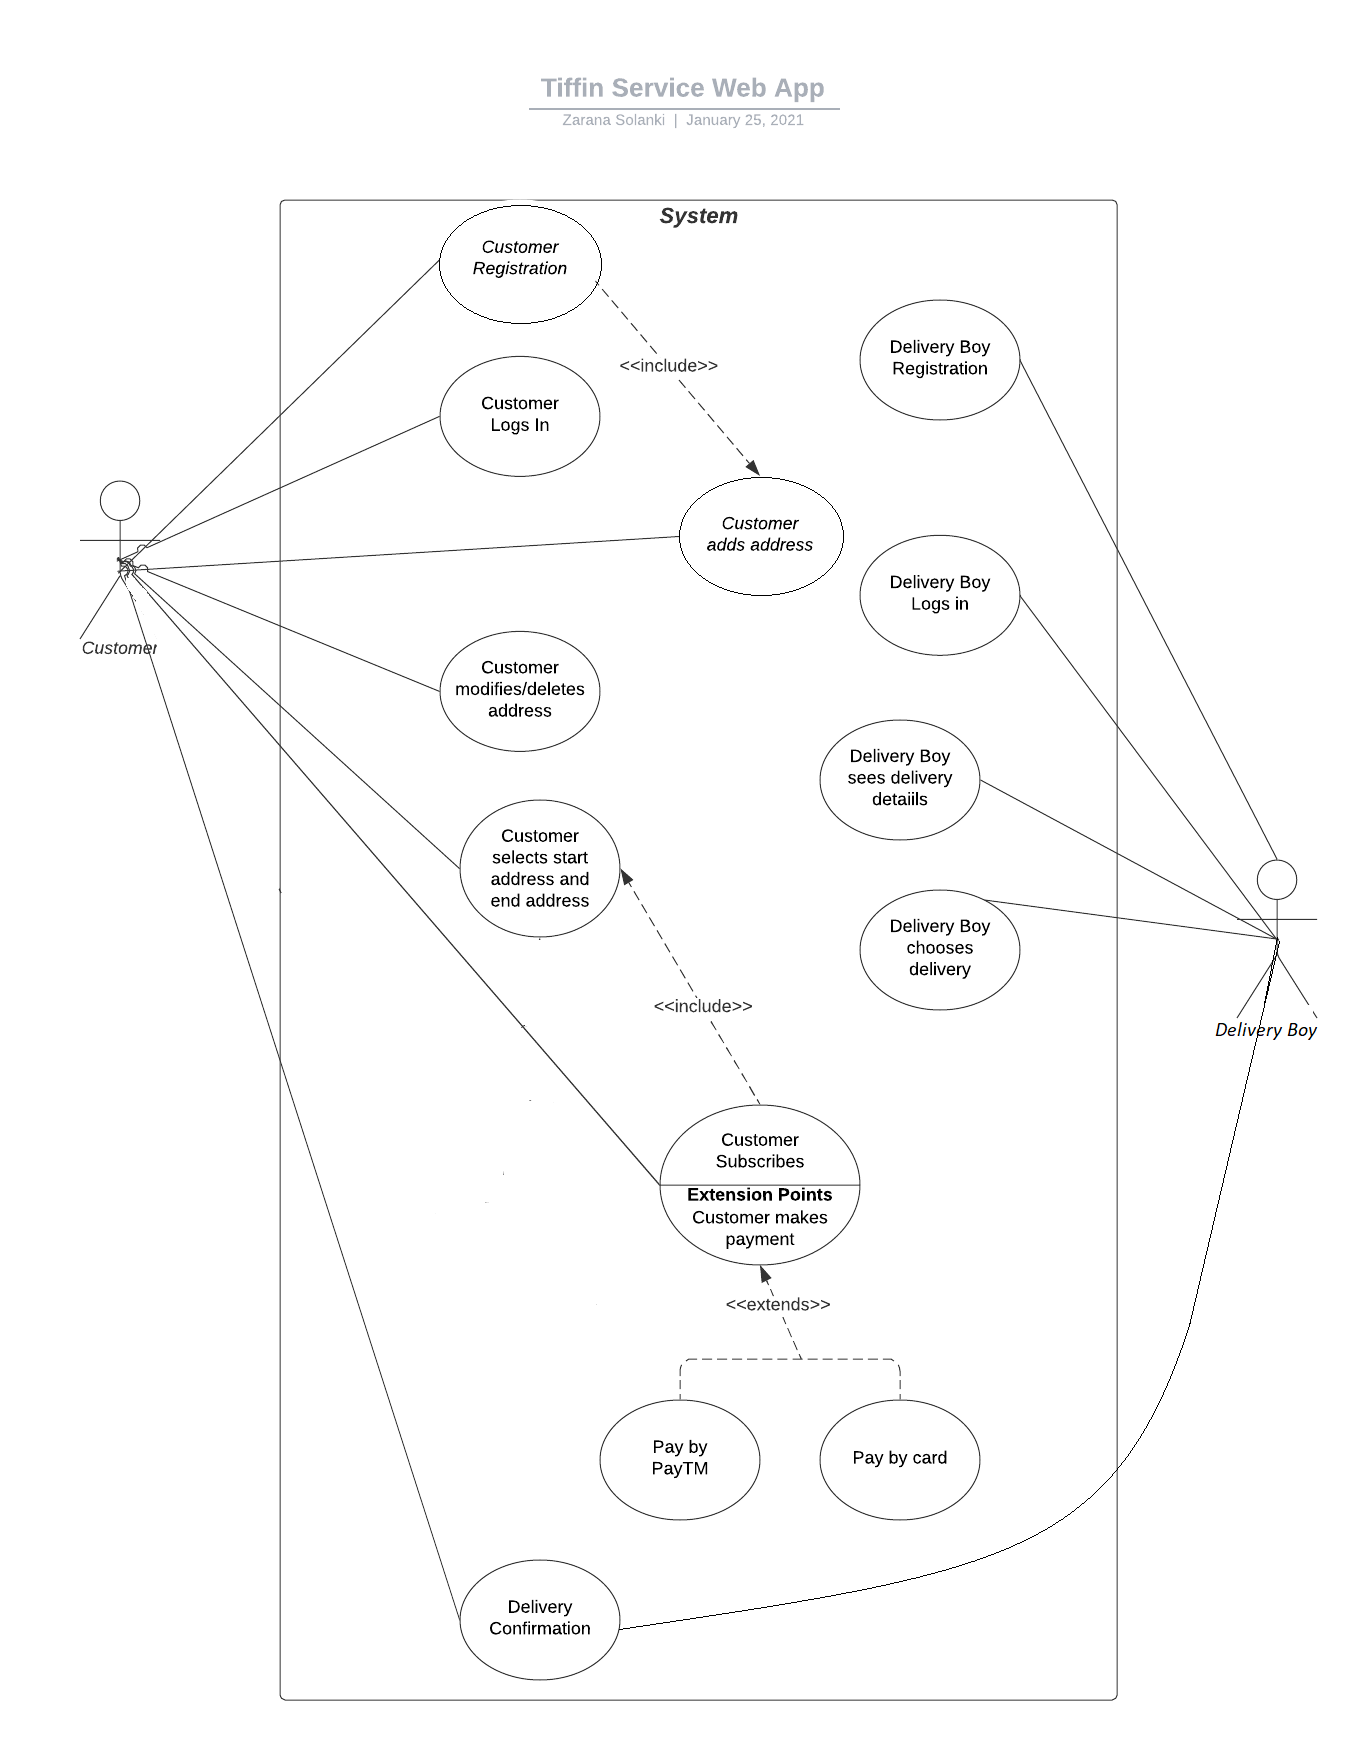 Tiffin Service Web App
Zarana Solanki | January 25, 2021
System
Customer
Registration
<<include>>
Delivery Boy
Registration
Customer
Logs In
Customer
adds address
Delivery Boy
Logs in
Customer
Customer
modifies/deletes
address
Delivery Boy
sees delivery
detaiils
Customer
selects start
address and
end address
Delivery Boy
chooses
delivery
<<include>>
Delivery Boy
Customer
Subscribes
Extension Points
Customer makes
payment
<<extends>>
Pay by
PayTM
Pay by card
Delivery
Confirmation